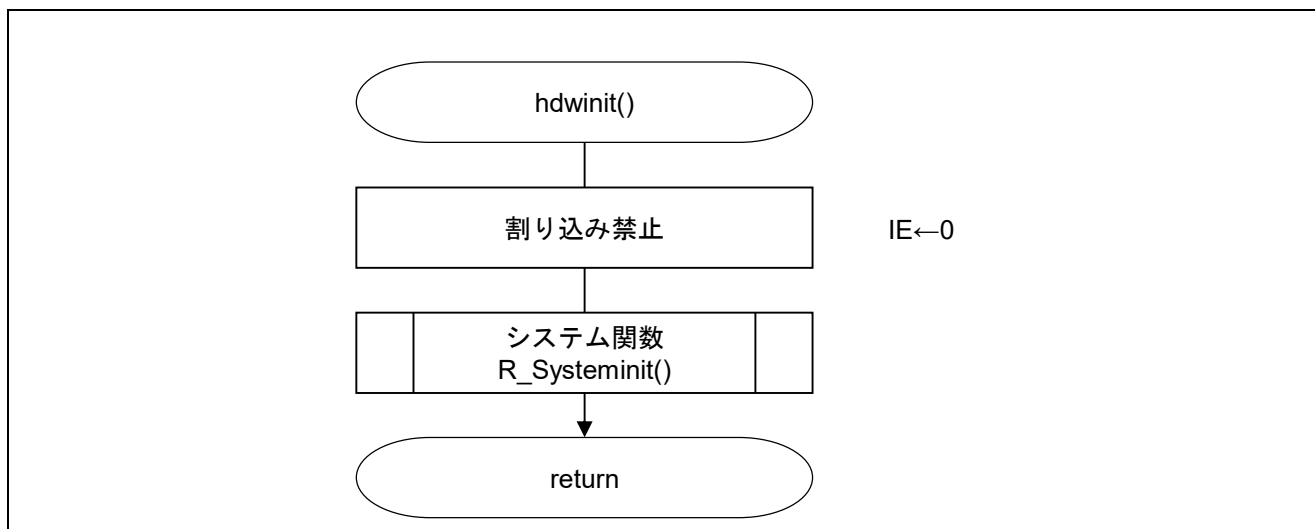 hdwinit()
割り込み禁止
IE←0
システム関数
R_Systeminit()
return